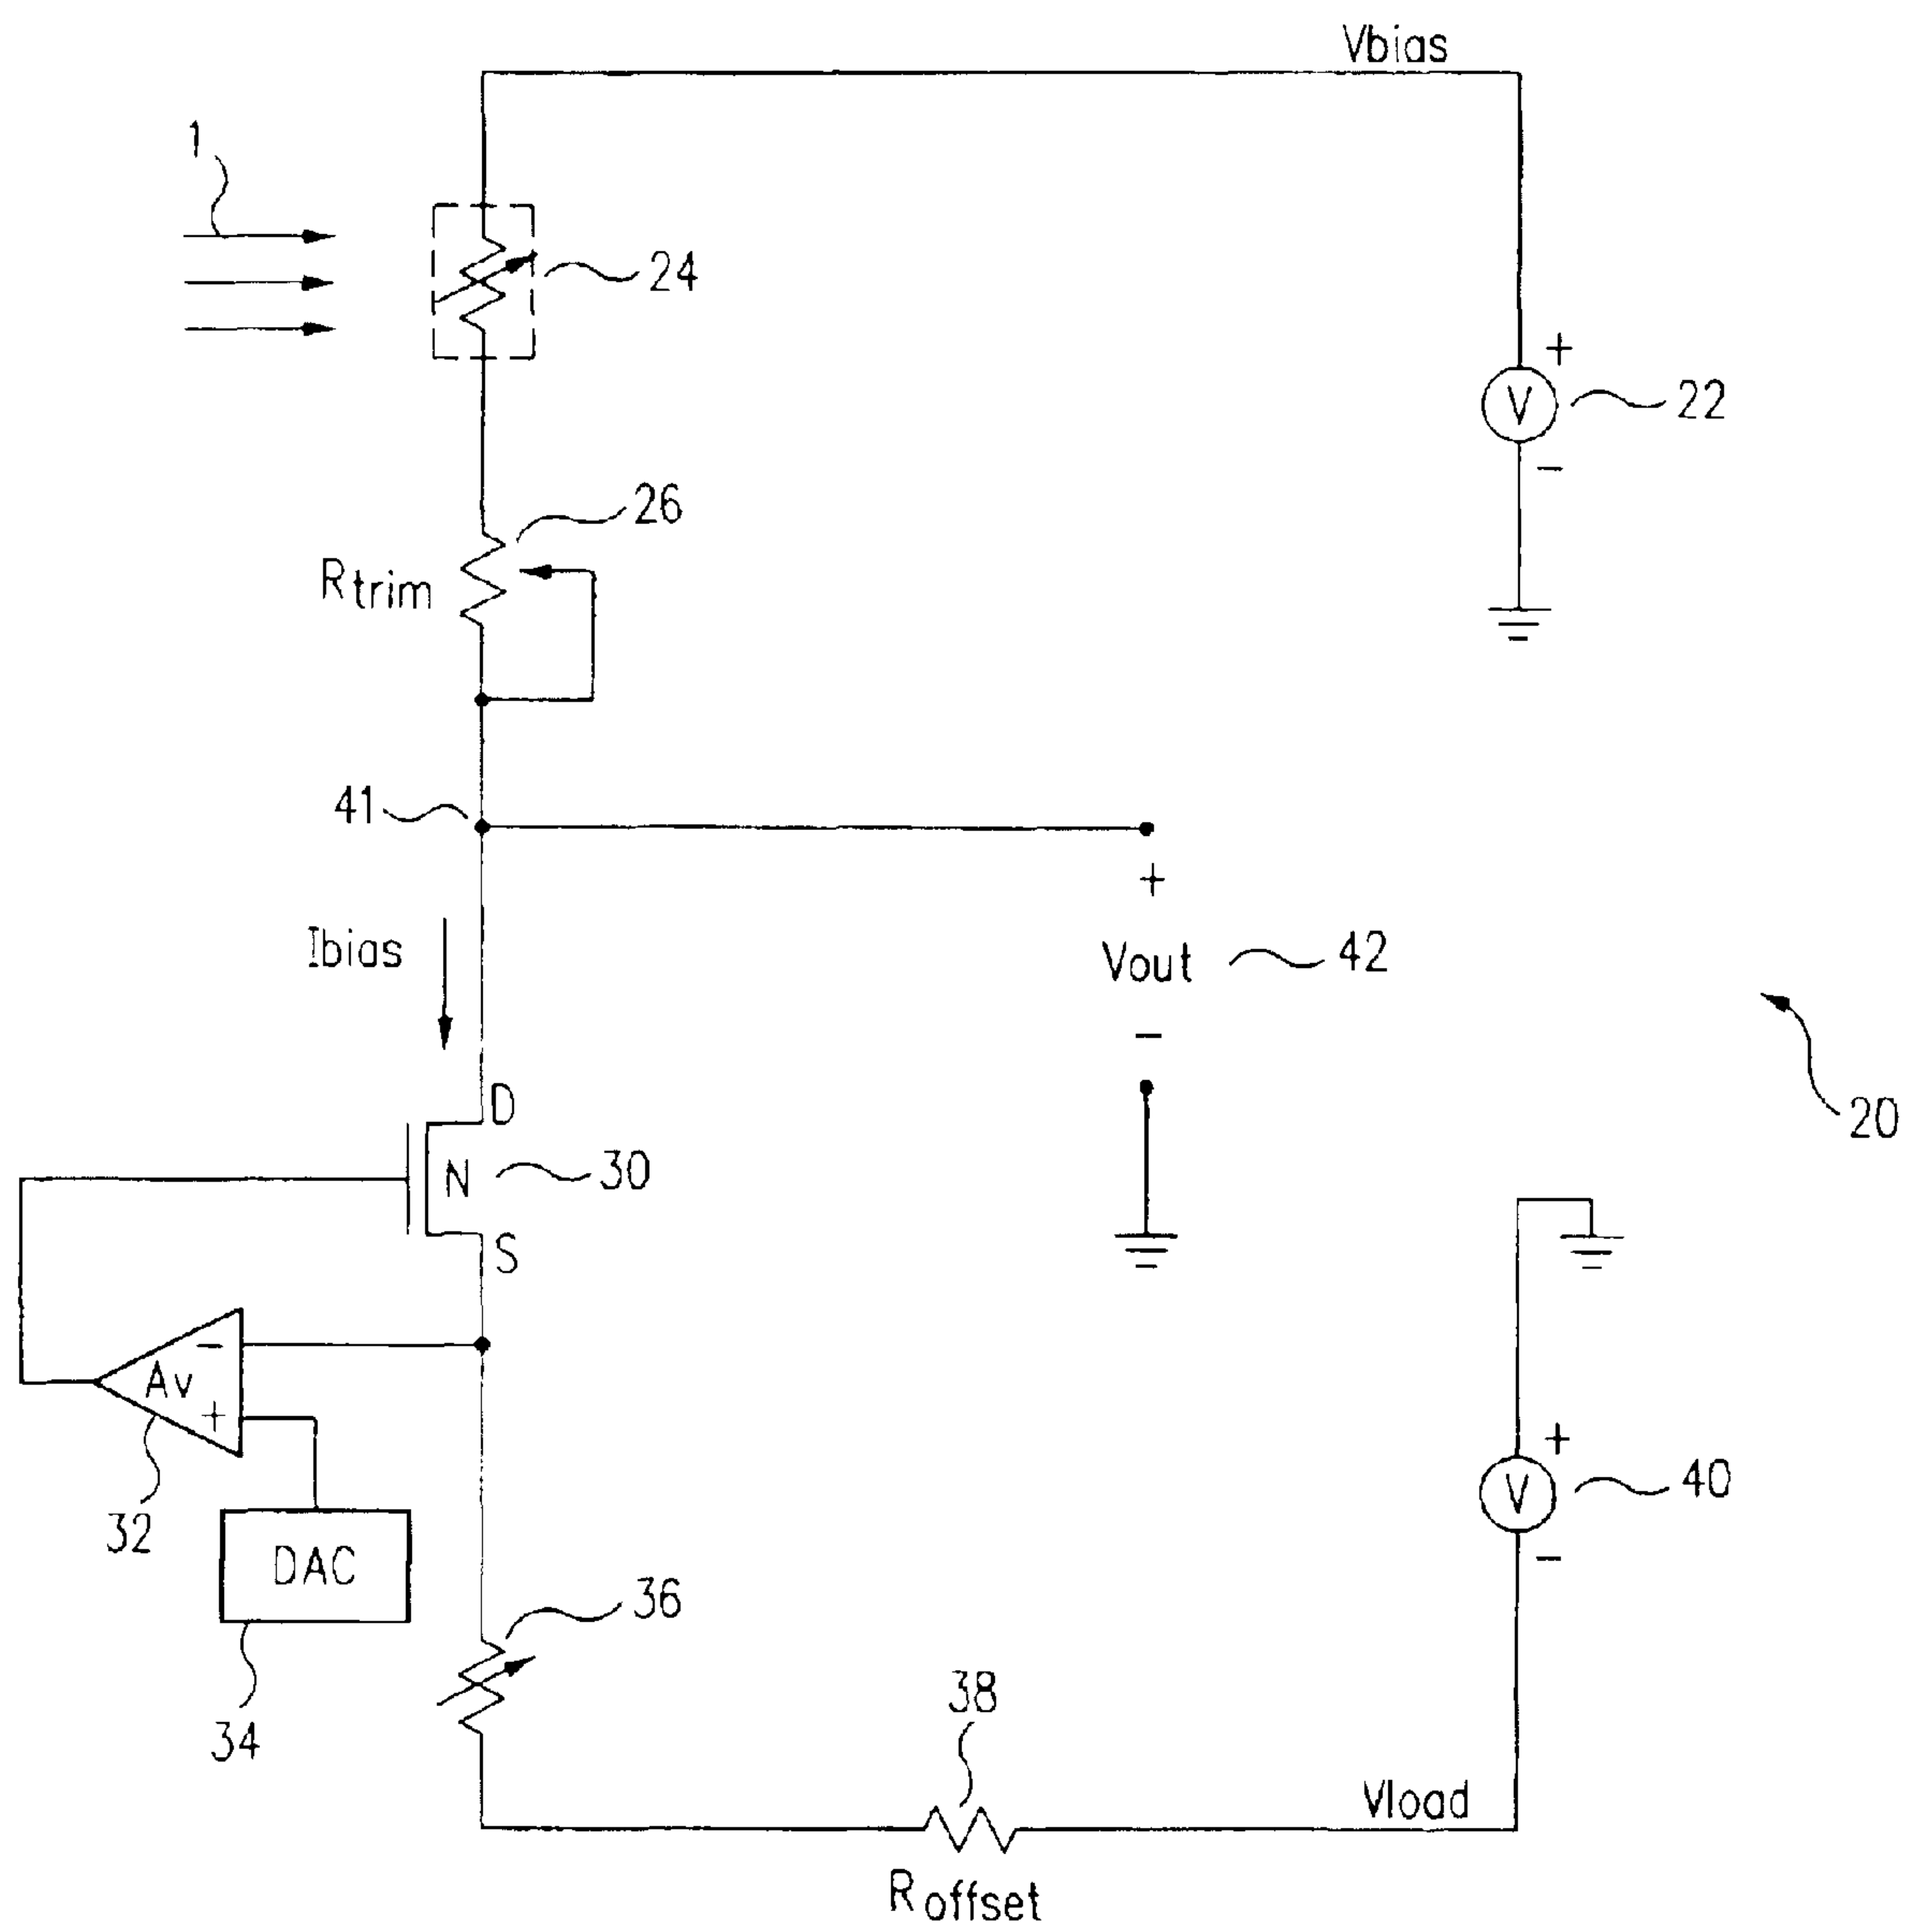 Vbias
1
24
+
V
22
−
26
Rtrim
41
+
Ibias
Vout
42
−
D
N
30
S
20
−
Av
+
32
DAC
34
+
V
40
−
36
38
Vload
Roffset